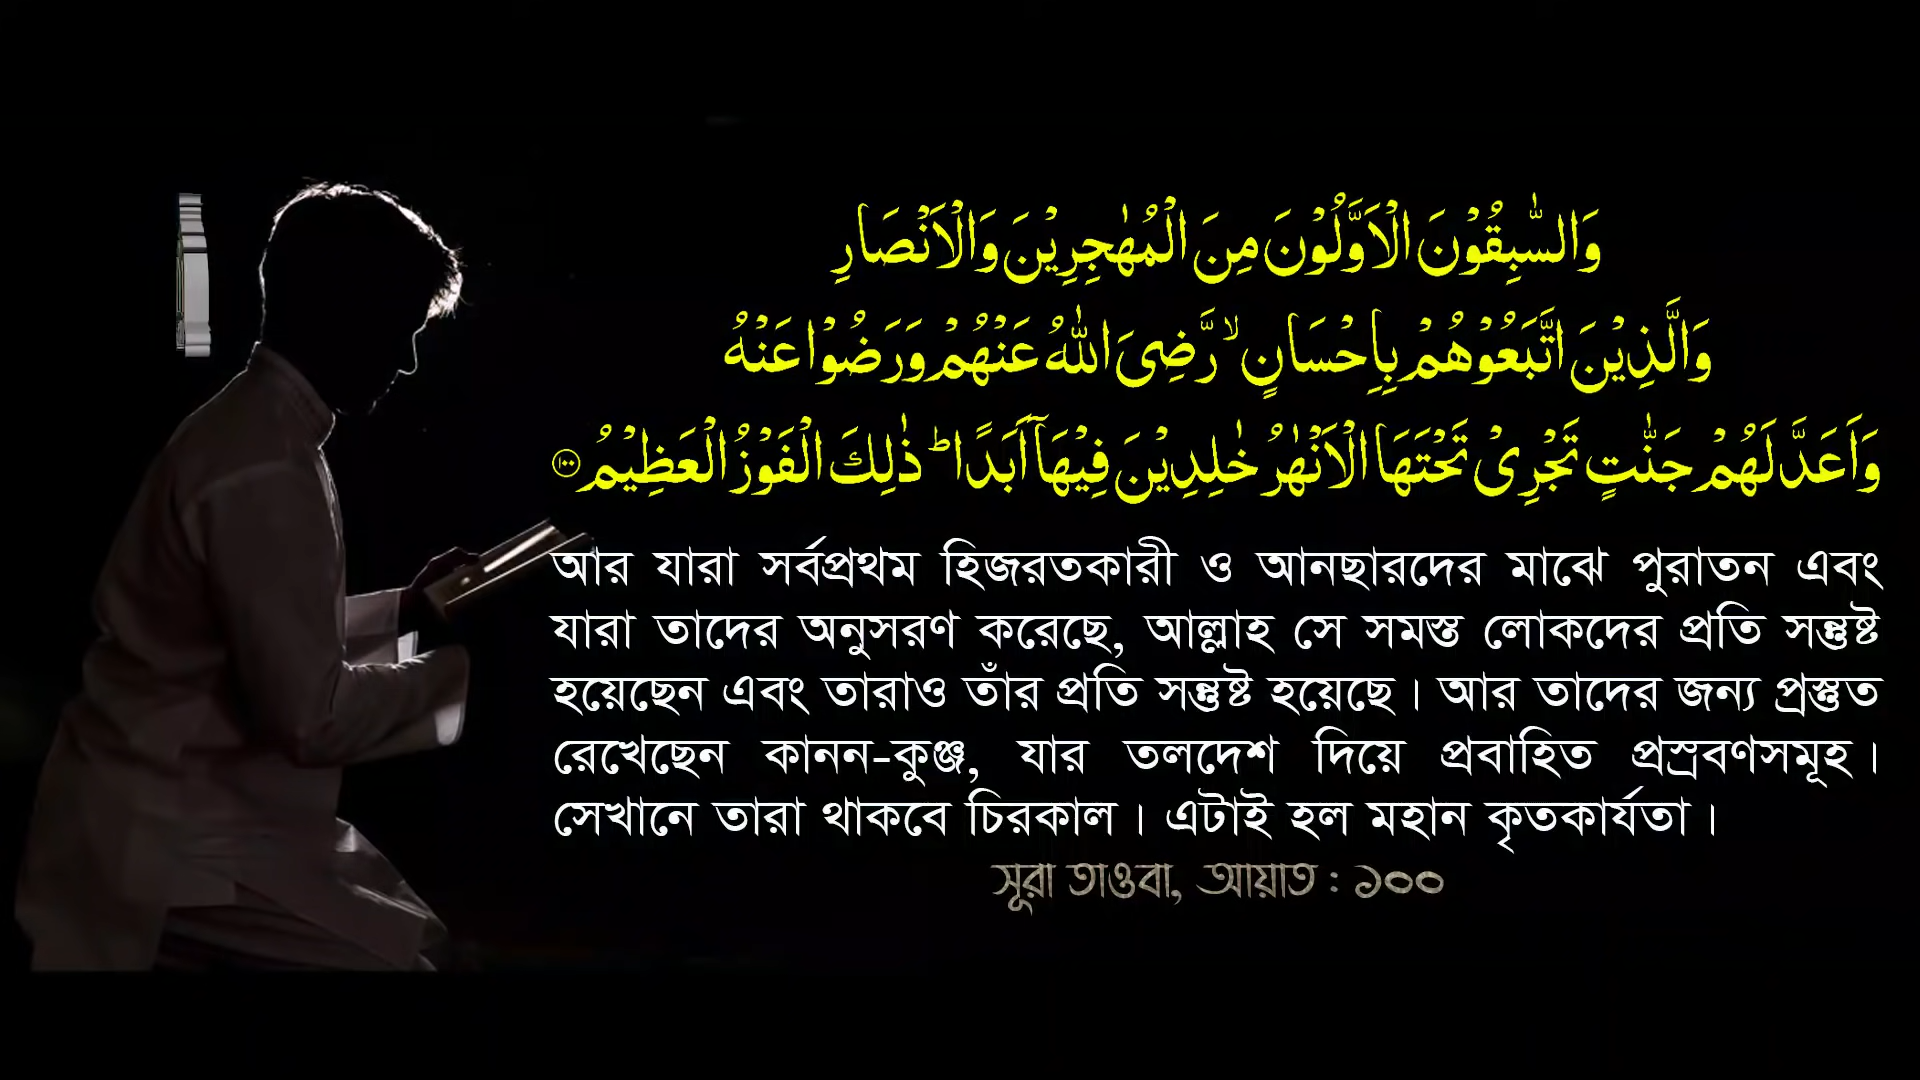 وَالسّٰبِقُوْنَ الْاَوَّلُوْنَ مِنَ الْمُهٰجِرِيْنَ وَالْاَنْصَارِ
وَالَّذِيْنَ اتَّبَعُوْهُمْ بِاِحْسَانٍ ۙ رَّضِىَ اللّٰهُ عَنْهُمْ وَرَضُوْا عَنْهُ
وَاَعَدَّ لَهُمْ جَنّٰتٍ تَجْرِىْ تَحْتَهَا الْاَنْهٰرُ خٰلِدِيْنَ فِيْهَآ اَبَدًا ؕ ذٰلِكَ الْفَوْزُ الْعَظِيْمُ ۝۱۰۰
আর যারা সর্বপ্রথম হিজরতকারী ও আনছারদের মাঝে পুরাতন এবং
যারা তাদের অনুসরণ করেছে, আল্লাহ সে সমস্ত লোকদের প্রতি সন্তুষ্ট
হয়েছেন এবং তারাও তাঁর প্রতি সন্তুষ্ট হয়েছে। আর তাদের জন্য প্রস্তুত
রেখেছেন কানন-কুঞ্জ, যার তলদেশ দিয়ে প্রবাহিত প্রস্রবণসমূহ।
সেখানে তারা থাকবে চিরকাল। এটাই হল মহান কৃতকার্যতা।
সূরা তাওবা, আয়াত : ১০০